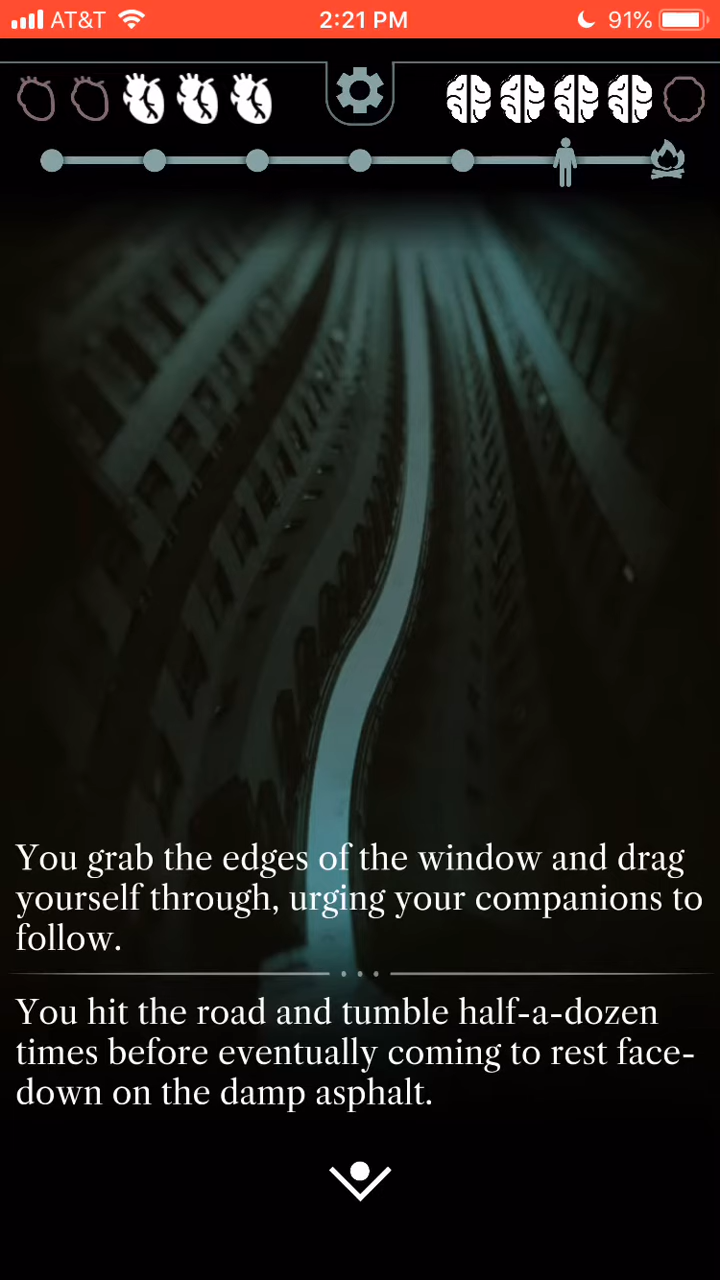 AT&T 2:21 PM 91%
You grab the edges of the window and drag
yourself through, urging your companions to
follow.
You hit the road and tumble half-a-dozen
times before eventually coming to rest face-
down on the damp asphalt.